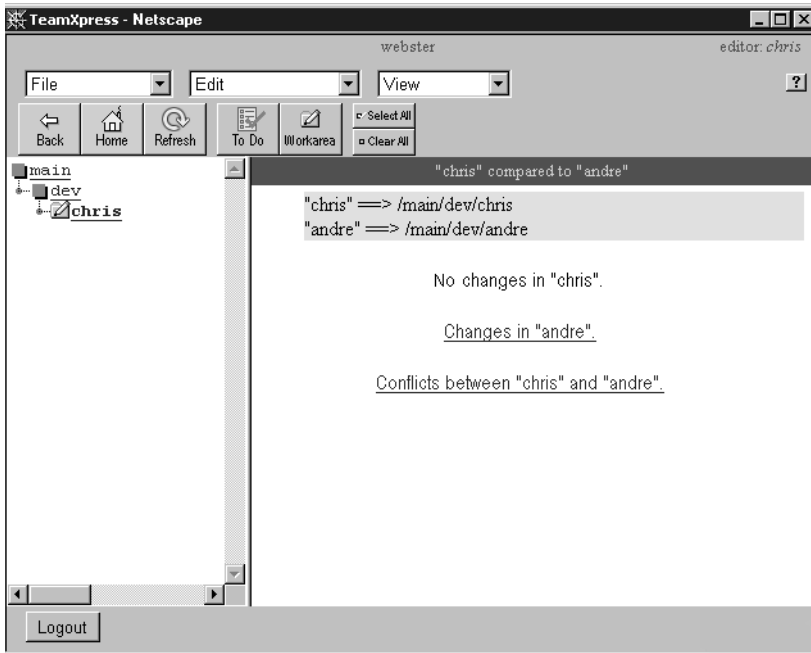 TeamXpress - Netscape
webster editor: chris
File Edit View ?
Back Home Refresh To Do Workarea Select All
Clear All
main
dev
chris
"chris" compared to "andre"
"chris" ==> /main/dev/chris
"andre" ==> /main/dev/andre
No changes in "chris".
Changes in "andre".
Conflicts between "chris" and "andre".
Logout